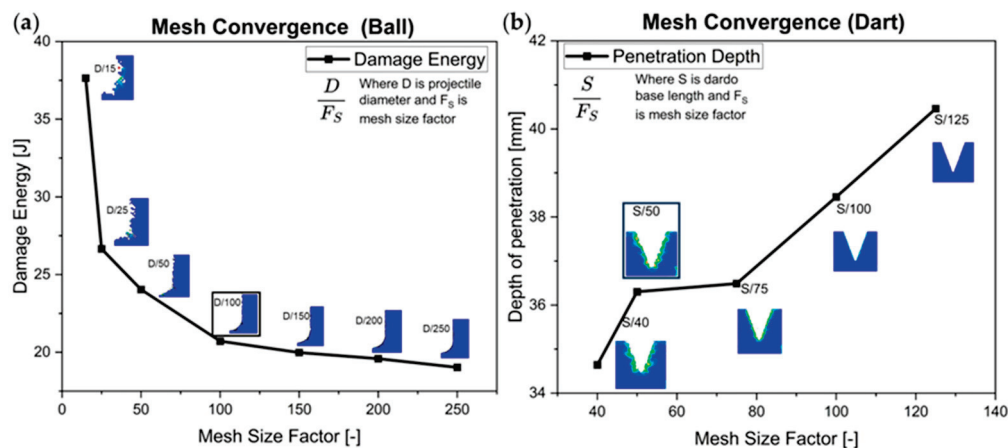 (a)
Mesh Convergence (Ball)
40
35
30
25
20
Damage Energy [J]
Damage Energy
D
F_S
Where D is projectile
diameter and F_S is
mesh size factor
D/15
D/25
D/50
D/100
D/150
D/200
D/250
0 50 100 150 200 250
Mesh Size Factor [-]
(b)
Mesh Convergence (Dart)
42
40
38
36
34
Depth of penetration [mm]
Penetration Depth
S
F_S
Where S is dardo
base length and F_S
is mesh size factor
S/125
S/100
S/50
S/75
S/40
40 60 80 100 120 140
Mesh Size Factor [-]